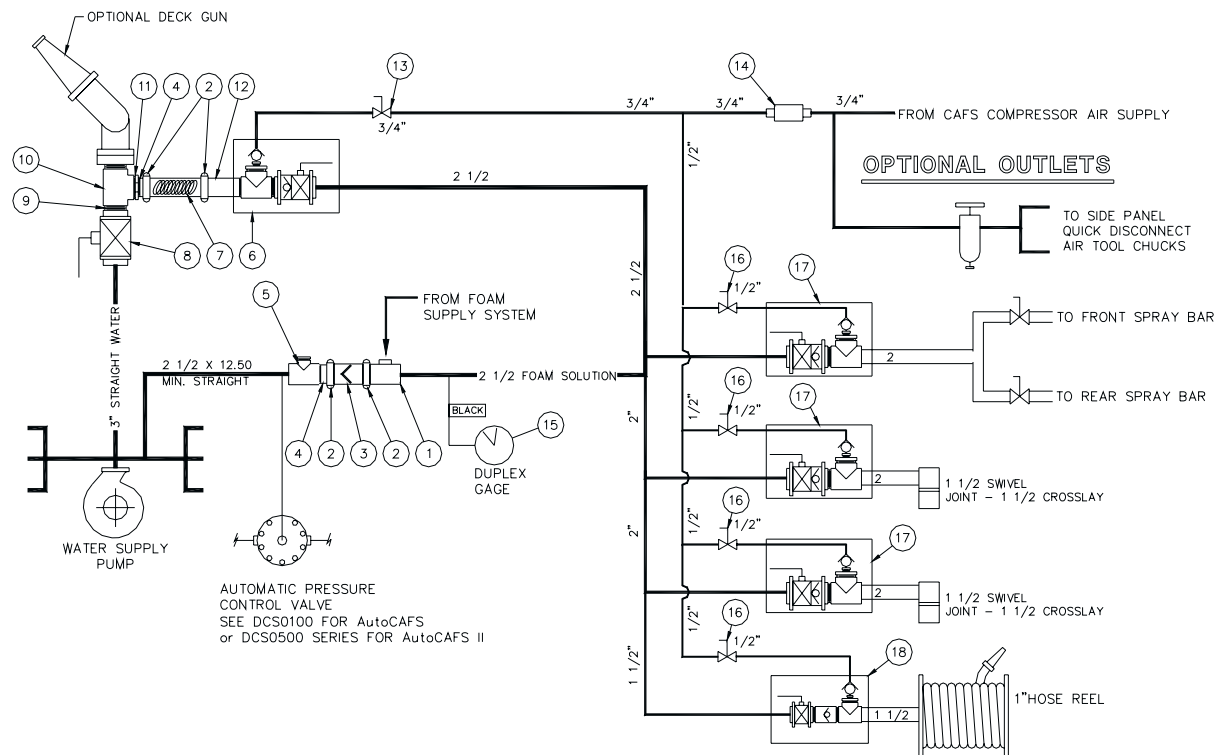 OPTIONAL DECK GUN
11
4
2
12
13
14
3/4"
3/4"
3/4"
3/4"
FROM CAFS COMPRESSOR AIR SUPPLY
1/2"
OPTIONAL OUTLETS
10
9
8
7
6
2 1/2
TO SIDE PANEL
QUICK DISCONNECT
AIR TOOL CHUCKS
5
FROM FOAM
SUPPLY SYSTEM
2 1/2
16
17
1/2"
TO FRONT SPRAY BAR
2
TO REAR SPRAY BAR
3" STRAIGHT WATER
2 1/2 X 12.50
MIN. STRAIGHT
2 1/2 FOAM SOLUTION
BLACK
15
DUPLEX
GAGE
4
2
3
2
1
WATER SUPPLY
PUMP
AUTOMATIC PRESSURE
CONTROL VALVE
SEE DCS0100 FOR AutoCAFS
or DCS0500 SERIES FOR AutoCAFS II
2"
1/2"
16
17
1/2"
2
1 1/2 SWIVEL
JOINT - 1 1/2 CROSSLAY
2"
1/2"
16
17
1/2"
2
1 1/2 SWIVEL
JOINT - 1 1/2 CROSSLAY
1 1/2"
1/2"
16
1/2"
18
1 1/2
1" HOSE REEL